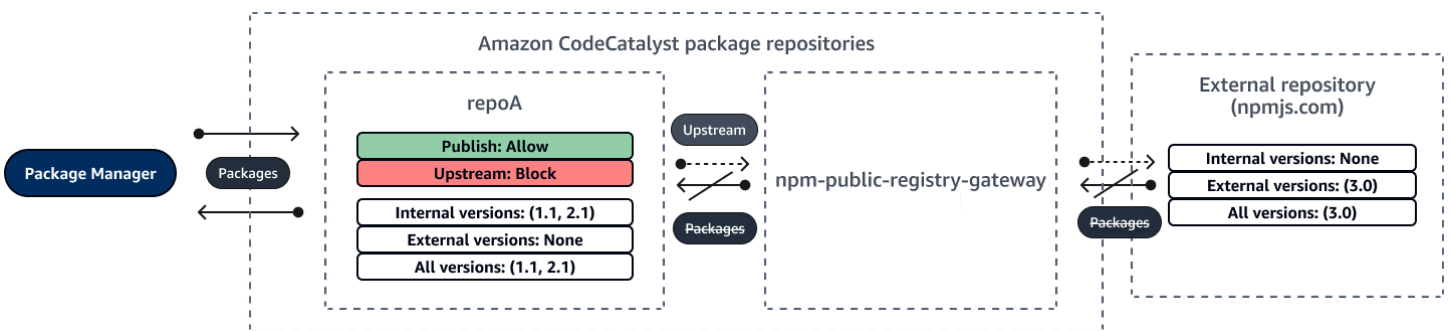 Amazon CodeCatalyst package repositories
Package Manager
Packages
repoA
Publish: Allow
Upstream: Block
Internal versions: (1.1, 2.1)
External versions: None
All versions: (1.1, 2.1)
Upstream
Packages
npm-public-registry-gateway
Packages
External repository
(npmjs.com)
Internal versions: None
External versions: (3.0)
All versions: (3.0)